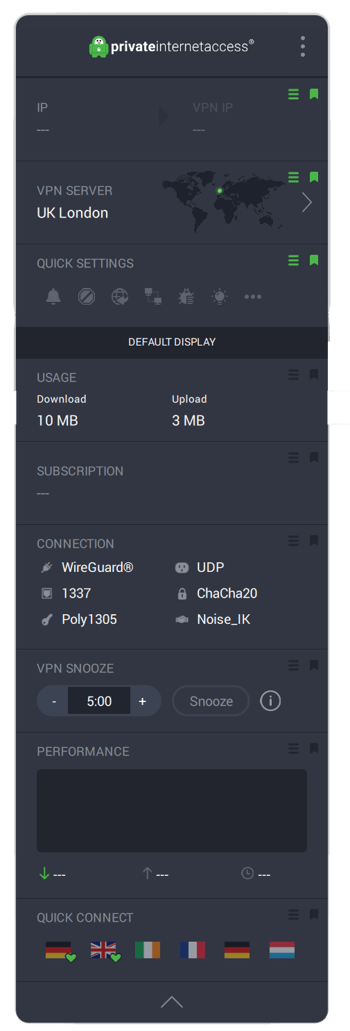 privateinternetaccess®
IP
VPN IP
---
---
VPN SERVER
UK London
QUICK SETTINGS
DEFAULT DISPLAY
USAGE
Download
Upload
10 MB
3 MB
SUBSCRIPTION
---
CONNECTION
WireGuard®
UDP
1337
ChaCha20
Poly1305
Noise_IK
VPN SNOOZE
- 5:00 +
Snooze
PERFORMANCE
---
---
---
QUICK CONNECT